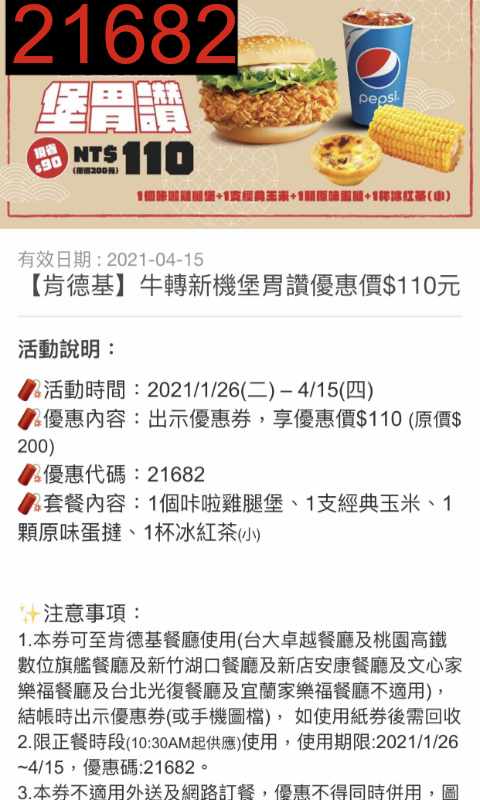 21682
堡胃讚
現省$90 NT$110
(原價200元)
pepsi
1個咔啦雞腿堡+1支經典玉米+1顆原味蛋撻+1杯冰紅茶(小)
有效日期 : 2021-04-15
【肯德基】牛轉新機堡胃讚優惠價$110元
活動說明：
🧨活動時間：2021/1/26(二) – 4/15(四)
🧨優惠內容：出示優惠券，享優惠價$110 (原價$
200)
🧨優惠代碼：21682
🧨套餐內容：1個咔啦雞腿堡、1支經典玉米、1
顆原味蛋撻、1杯冰紅茶(小)
✨注意事項：
1.本券可至肯德基餐廳使用(台大卓越餐廳及桃園高鐵
數位旗艦餐廳及新竹湖口餐廳及新店安康餐廳及文心家
樂福餐廳及台北光復餐廳及宜蘭家樂福餐廳不適用)，
結帳時出示優惠券(或手機圖檔)， 如使用紙券後需回收
2.限正餐時段(10:30AM起供應)使用，使用期限:2021/1/26
~4/15，優惠碼:21682。
3.本券不適用外送及網路訂餐，優惠不得同時併用，圖